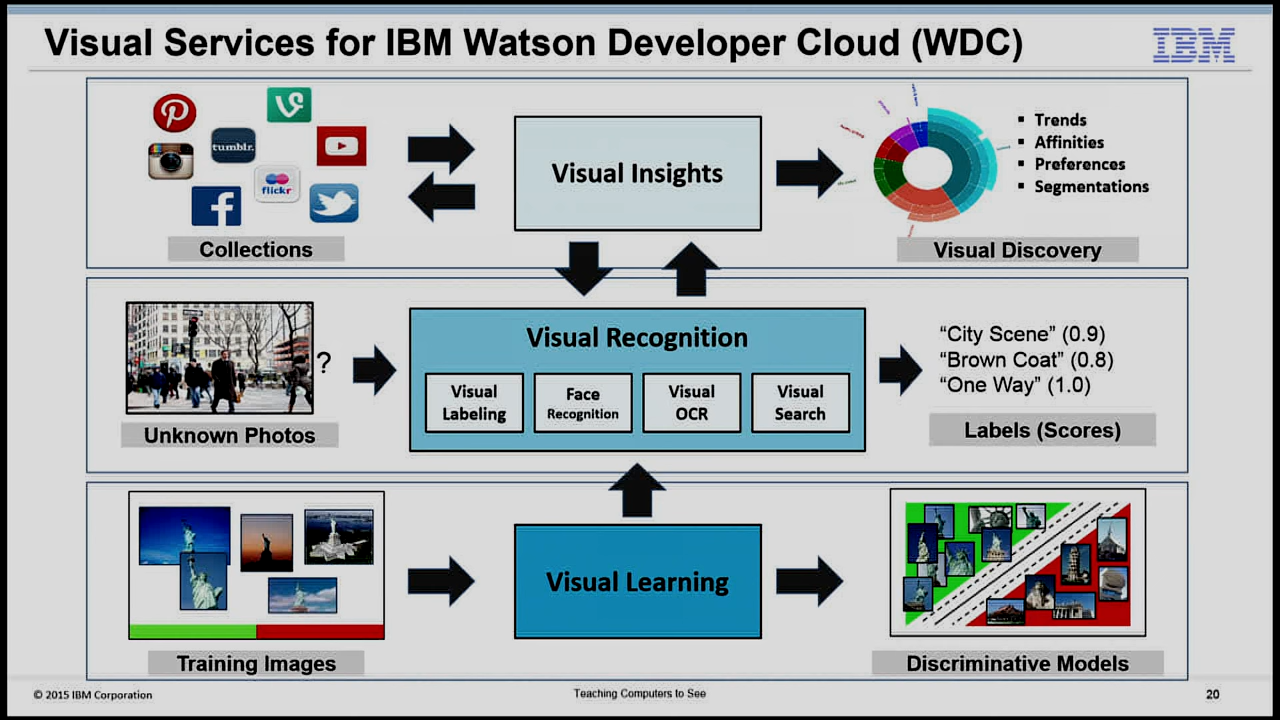 Visual Services for IBM Watson Developer Cloud (WDC)
IBM
tumblr.
flickr
Collections
Visual Insights
Trends
Affinities
Preferences
Segmentations
Visual Discovery
?
Unknown Photos
Visual Recognition
Visual
Labeling
Face
Recognition
Visual
OCR
Visual
Search
“City Scene” (0.9)
“Brown Coat” (0.8)
“One Way” (1.0)
Labels (Scores)
Training Images
Visual Learning
Discriminative Models
© 2015 IBM Corporation
Teaching Computers to See
20